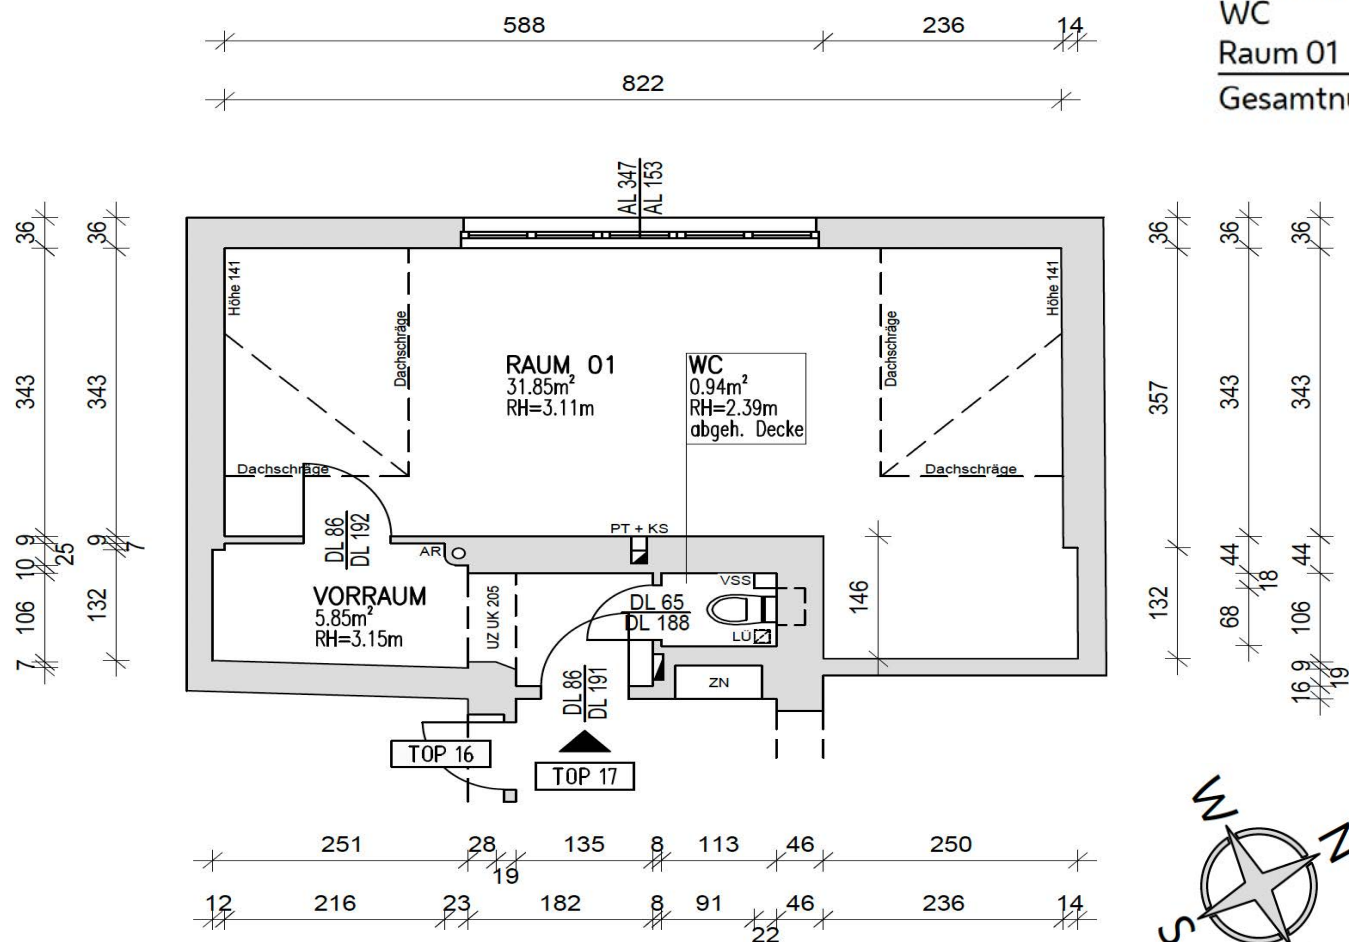 WC
Raum 01
Gesamtnu
588
236
14
822
AL 347
AL 153
36
36
343
343
9
9
7
25
10
132
106
7
36
36
36
357
343
343
44
44
18
132
68
106
9
19
16
Höhe 141
Höhe 141
Dachschräge
Dachschräge
RAUM 01
31.85m²
RH=3.11m
WC
0.94m²
RH=2.39m
abgeh. Decke
Dachschräge
Dachschräge
DL 86
DL 192
AR
PT + KS
VORRAUM
5.85m²
RH=3.15m
UZ UK 205
DL 65
DL 188
VSS
LÜ
146
ZN
DL 86
DL 191
TOP 16
TOP 17
W
N
S
251
28
19
135
8
113
46
250
12
216
23
182
8
91
22
46
236
14